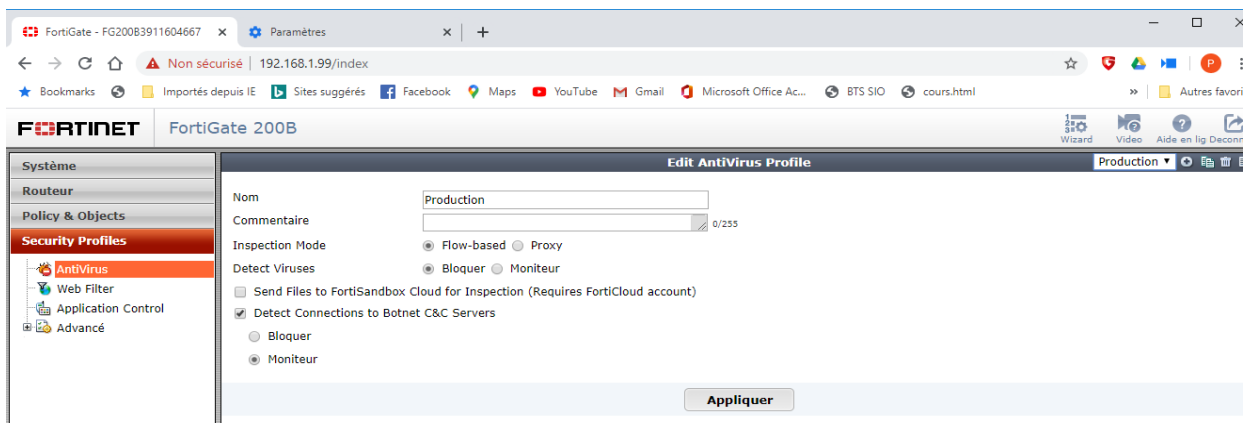 FortiGate - FG200B3911604667
Paramètres
Non sécurisé | 192.168.1.99/index
P
Bookmarks
Importés depuis IE
Sites suggérés
Facebook
Maps
YouTube
Gmail
Microsoft Office Ac...
BTS SIO
cours.html
»
Autres favori
FORTINET
FortiGate 200B
Wizard
Video
Aide en lig
Deconn
Système
Routeur
Policy & Objects
Security Profiles
AntiVirus
Web Filter
Application Control
Advancé
Edit AntiVirus Profile
Production
Nom
Production
Commentaire
0/255
Inspection Mode
Flow-based
Proxy
Detect Viruses
Bloquer
Moniteur
Send Files to FortiSandbox Cloud for Inspection (Requires FortiCloud account)
Detect Connections to Botnet C&C Servers
Bloquer
Moniteur
Appliquer